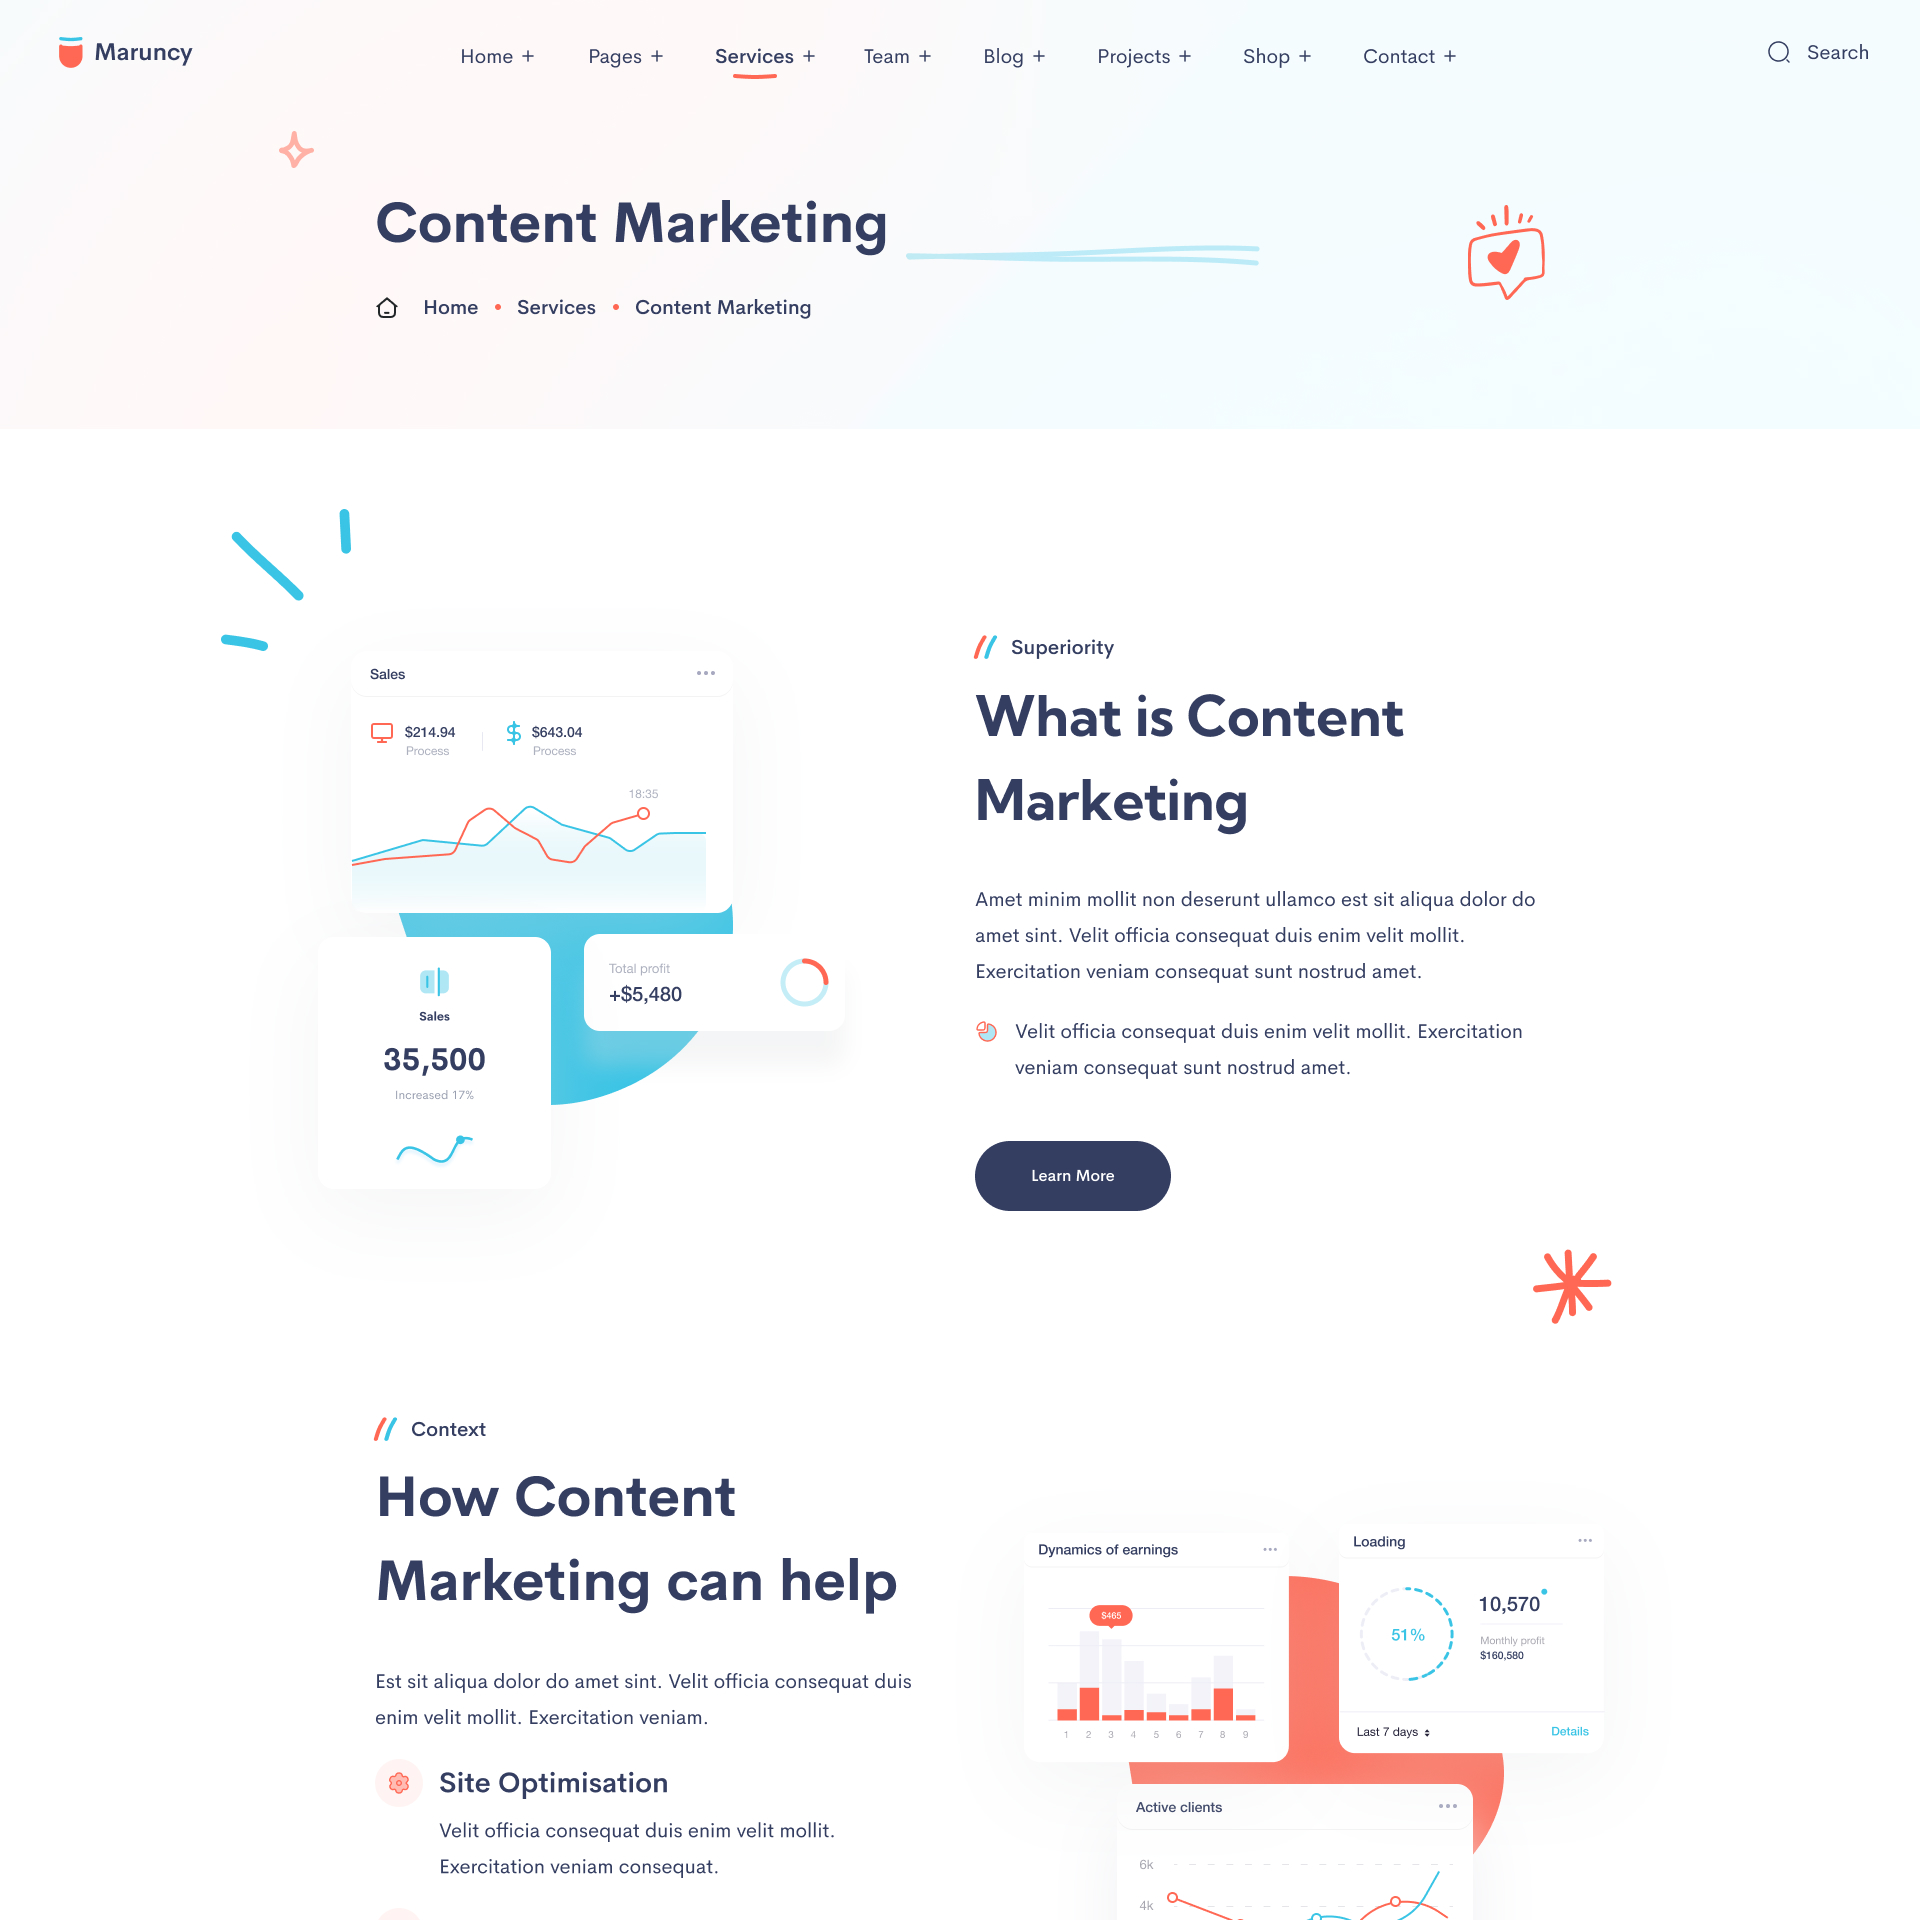 Maruncy
Home + Pages + Services + Team + Blog + Projects + Shop + Contact +
Search
Content Marketing
Home • Services • Content Marketing
Sales
$214.94
Process
$643.04
Process
18:35
Sales
35,500
Increased 17%
Total profit
+$5,480
Superiority
What is Content
Marketing
Amet minim mollit non deserunt ullamco est sit aliqua dolor do
amet sint. Velit officia consequat duis enim velit mollit.
Exercitation veniam consequat sunt nostrud amet.
Velit officia consequat duis enim velit mollit. Exercitation
veniam consequat sunt nostrud amet.
Learn More
Context
How Content
Marketing can help
Est sit aliqua dolor do amet sint. Velit officia consequat duis
enim velit mollit. Exercitation veniam.
Site Optimisation
Velit officia consequat duis enim velit mollit.
Exercitation veniam consequat.
Dynamics of earnings
$465
1 2 3 4 5 6 7 8 9
Loading
51%
10,570
Monthly profit
$160,580
Last 7 days
Details
Active clients
6k
4k